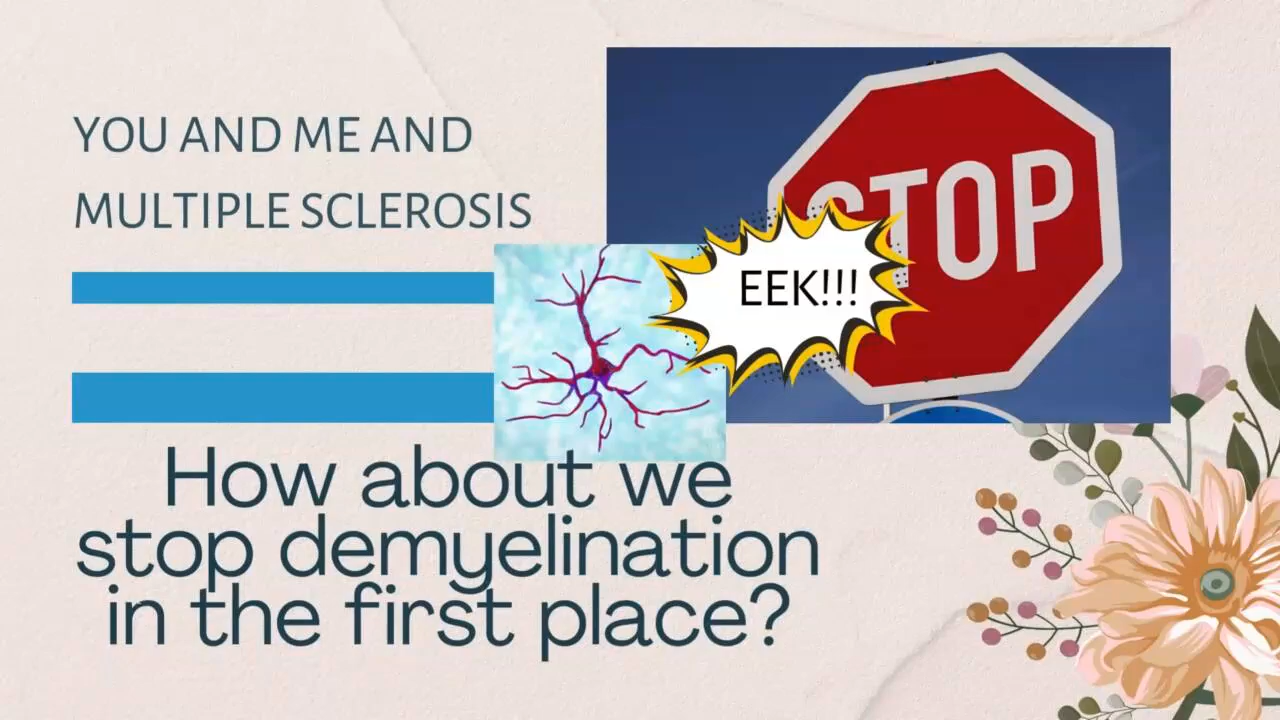 YOU AND ME AND
MULTIPLE SCLEROSIS
STOP
EEK!!!
How about we
stop demyelination
in the first place?